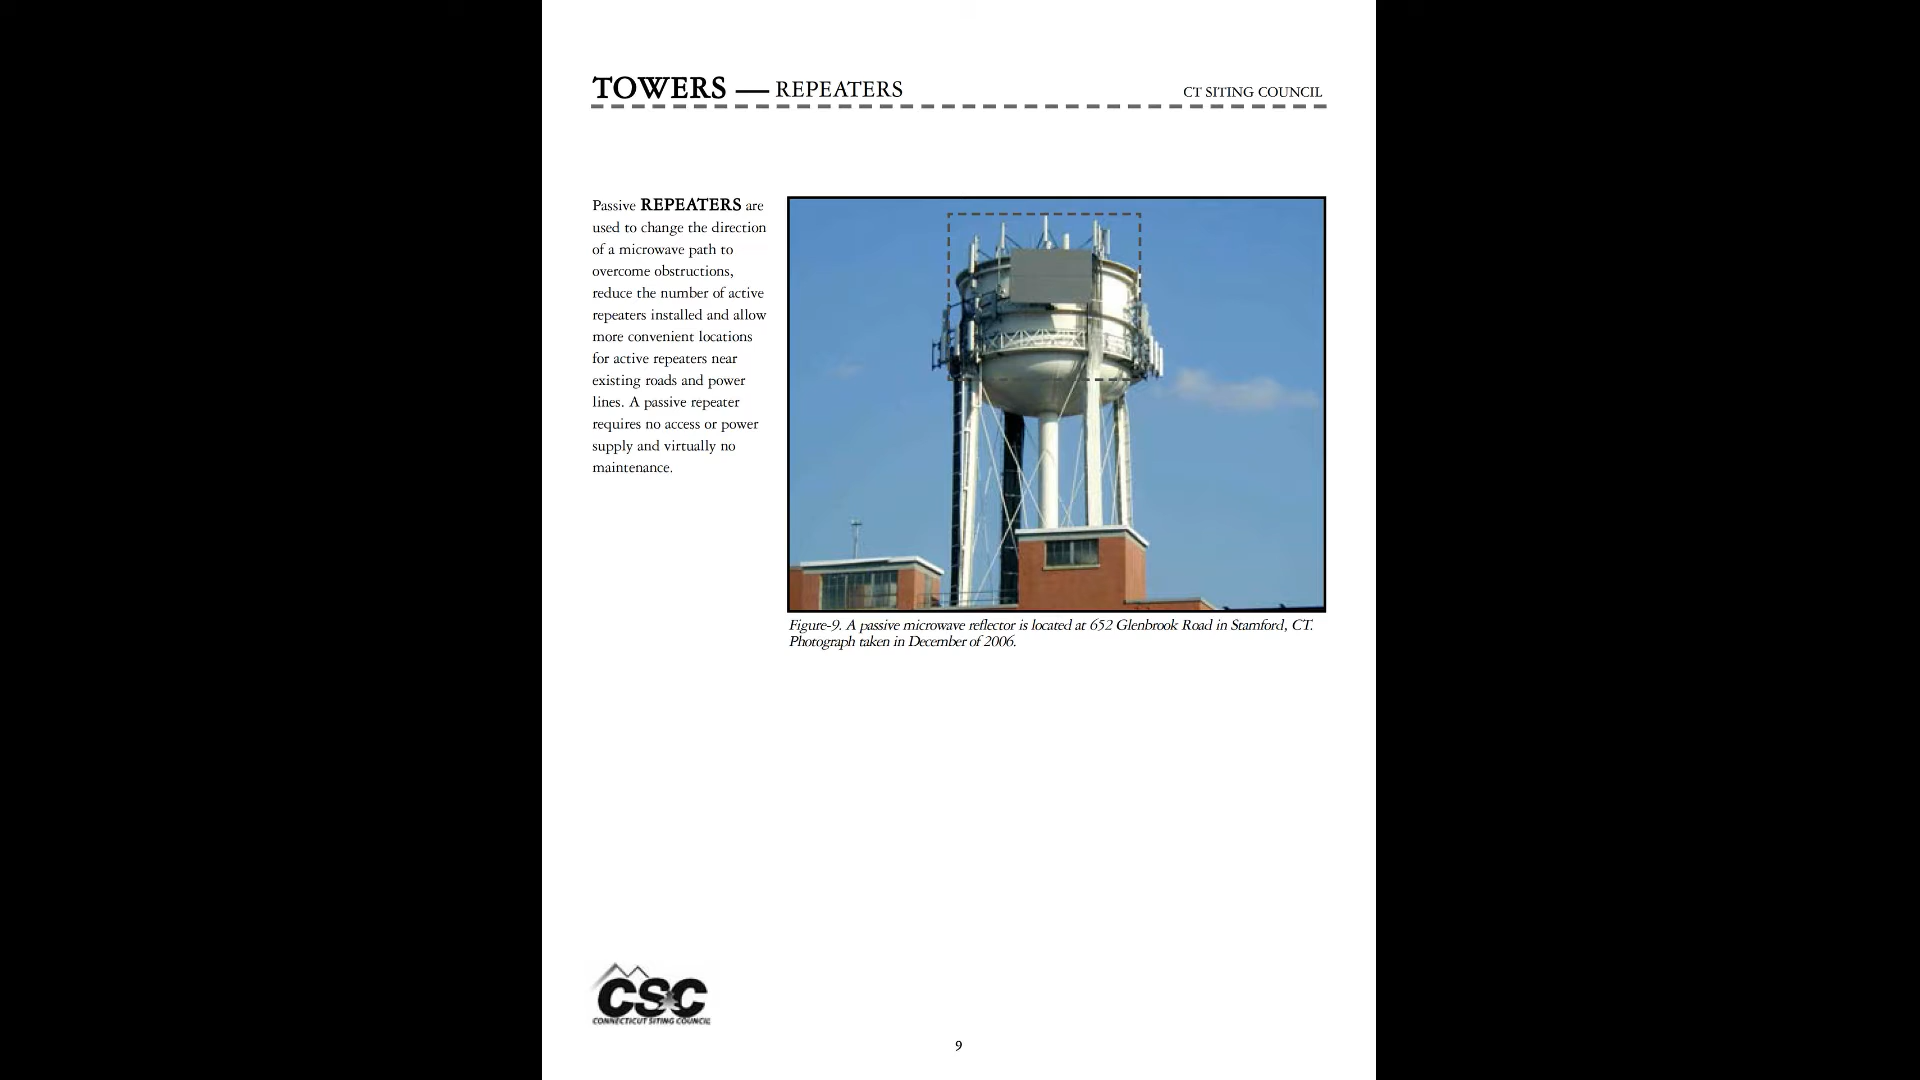 TOWERS — REPEATERS
CT SITING COUNCIL
Passive REPEATERS are
used to change the direction
of a microwave path to
overcome obstructions,
reduce the number of active
repeaters installed and allow
more convenient locations
for active repeaters near
existing roads and power
lines. A passive repeater
requires no access or power
supply and virtually no
maintenance.
Figure-9. A passive microwave reflector is located at 652 Glenbrook Road in Stamford, CT.
Photograph taken in December of 2006.
CSC
CONNECTICUT SITING COUNCIL
9